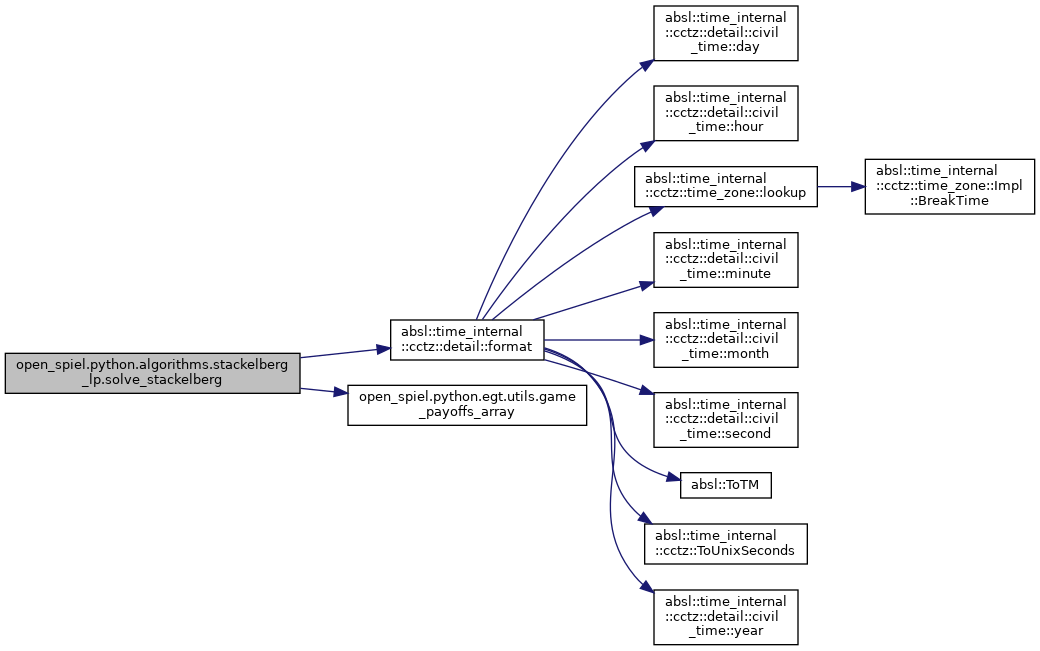 open_spiel.python.algorithms.stackelberg
_lp.solve_stackelberg
absl::time_internal
::cctz::detail::format
open_spiel.python.egt.utils.game
_payoffs_array
absl::time_internal
::cctz::detail::civil
_time::day
absl::time_internal
::cctz::detail::civil
_time::hour
absl::time_internal
::cctz::time_zone::lookup
absl::time_internal
::cctz::time_zone::Impl
::BreakTime
absl::time_internal
::cctz::detail::civil
_time::minute
absl::time_internal
::cctz::detail::civil
_time::month
absl::time_internal
::cctz::detail::civil
_time::second
absl::ToTM
absl::time_internal
::cctz::ToUnixSeconds
absl::time_internal
::cctz::detail::civil
_time::year